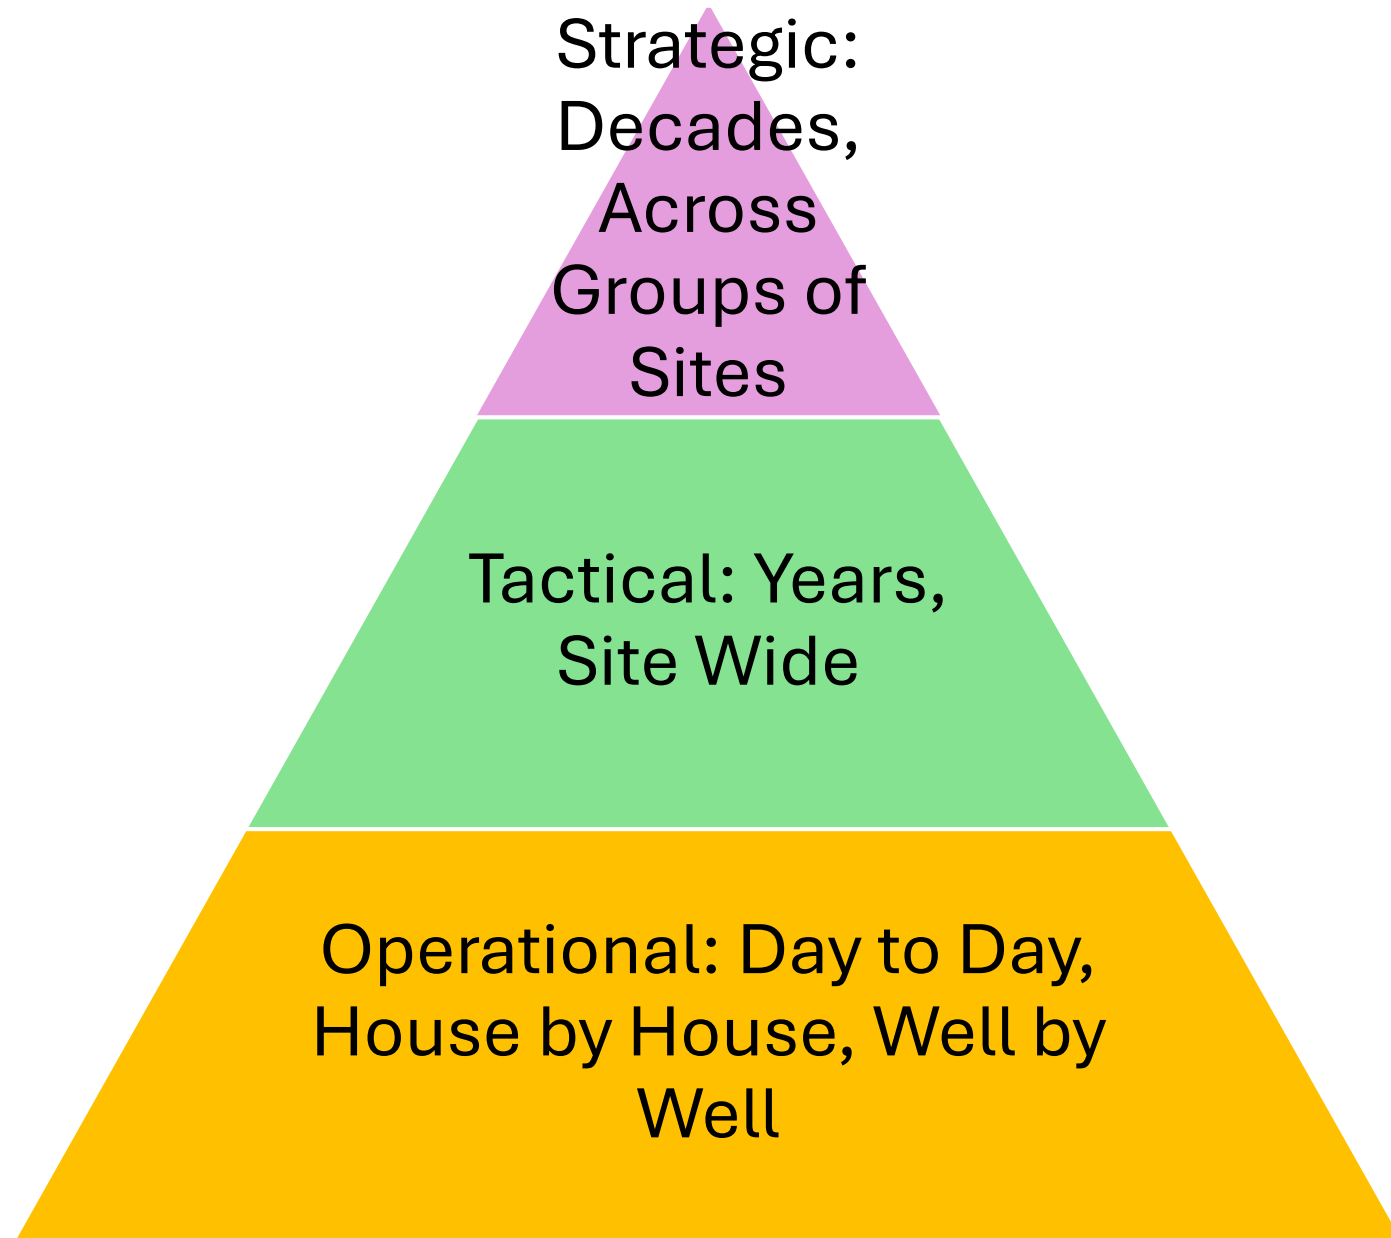 Strategic:
Decades,
Across
Groups of
Sites
Tactical: Years,
Site Wide
Operational: Day to Day,
House by House, Well by
Well